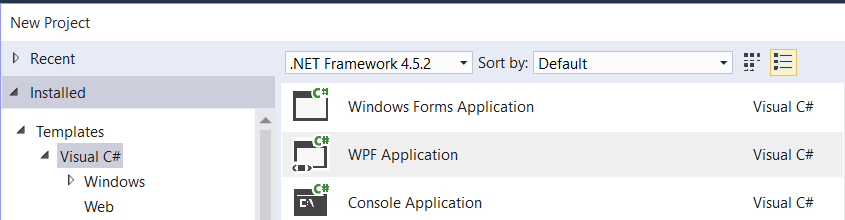 New Project
Recent
.NET Framework 4.5.2 Sort by: Default
Installed
C# Windows Forms Application Visual C#
Templates
Visual C#
C# WPF Application Visual C#
Windows
Web
C# C:\ Console Application Visual C#